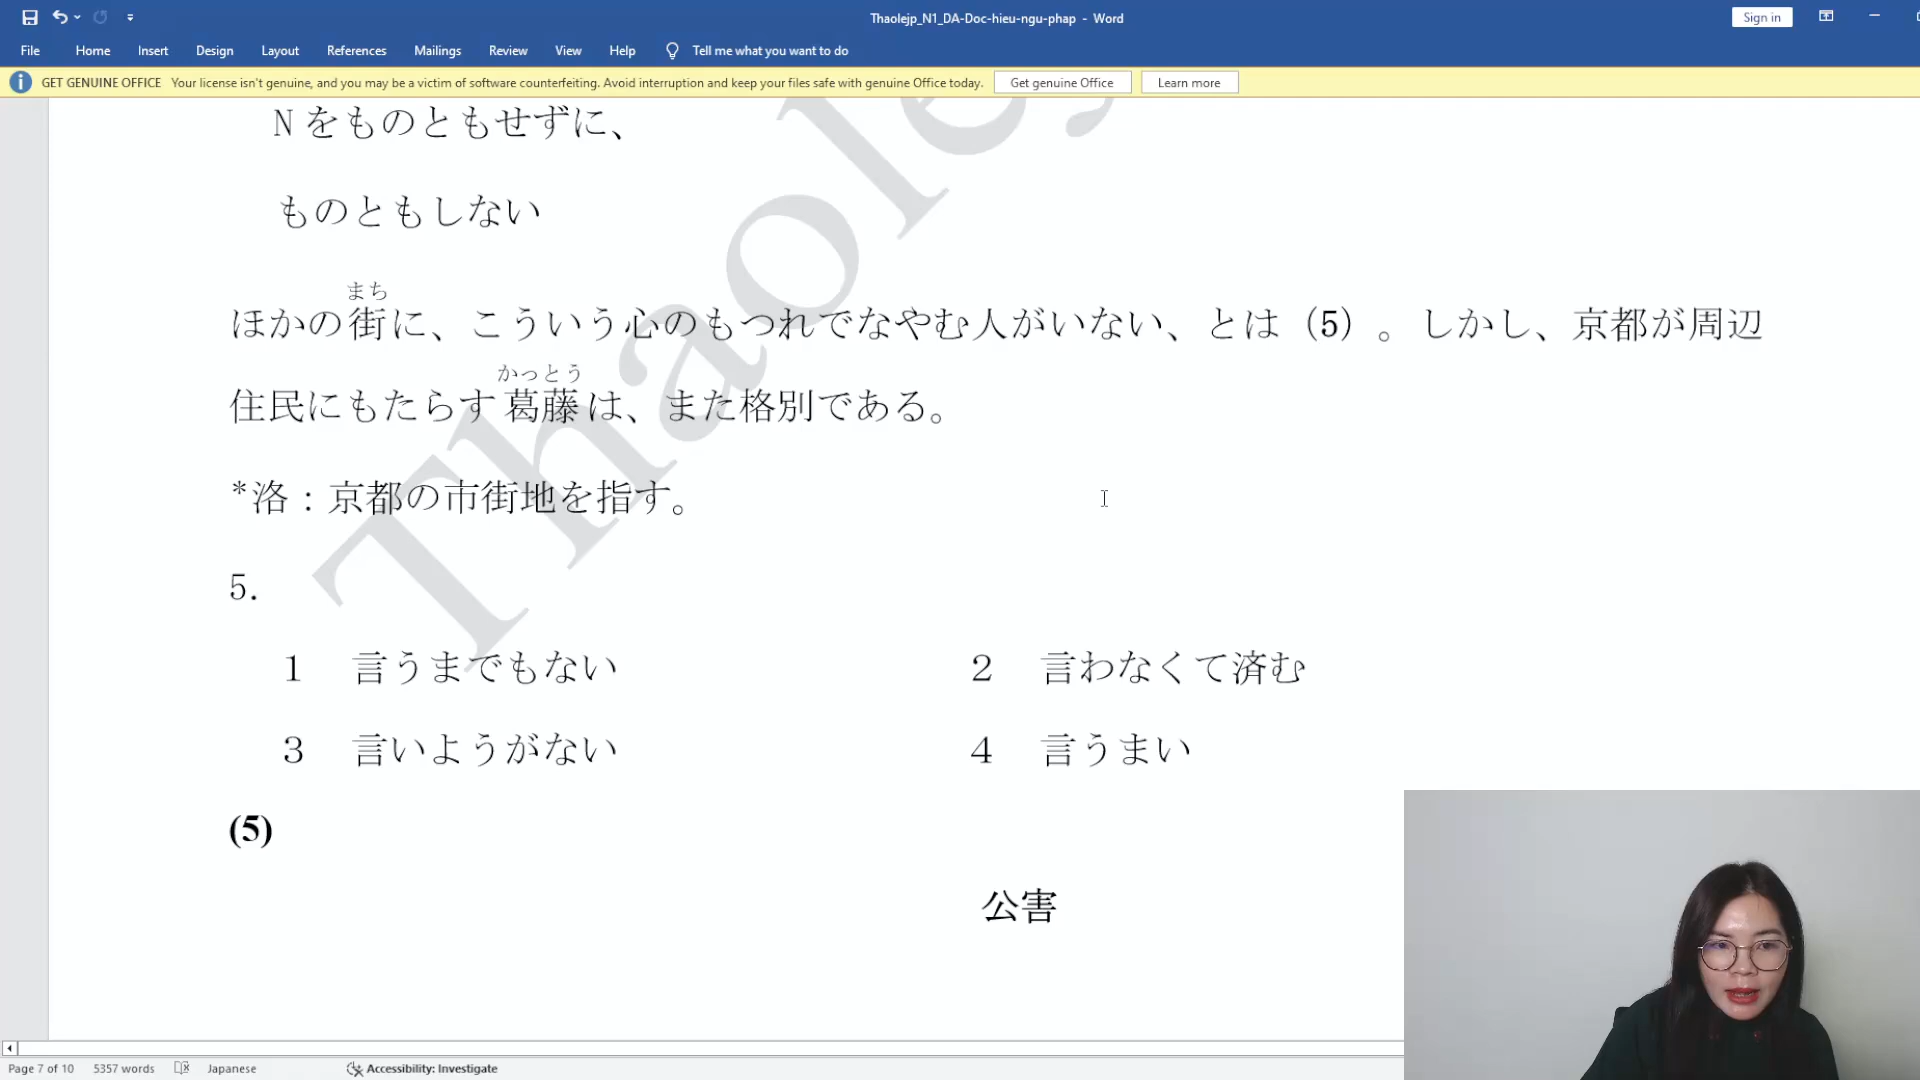 Thaolejp_N1_DA-Doc-hieu-ngu-phap - Word
Sign in
File Home Insert Design Layout References Mailings Review View Help Tell me what you want to do
GET GENUINE OFFICE Your license isn't genuine, and you may be a victim of software counterfeiting. Avoid interruption and keep your files safe with genuine Office today. Get genuine Office Learn more
Nをものともせずに、
ものともしない
まち
ほかの街に、こういう心のもつれでなやむ人がいない、とは（5）。しかし、京都が周辺
かっとう
住民にもたらす葛藤は、また格別である。
*洛：京都の市街地を指す。
5.
1 言うまでもない 2 言わなくて済む
3 言いようがない 4 言うまい
(5)
公害
Thaolej
Page 7 of 10 5357 words Japanese Accessibility: Investigate